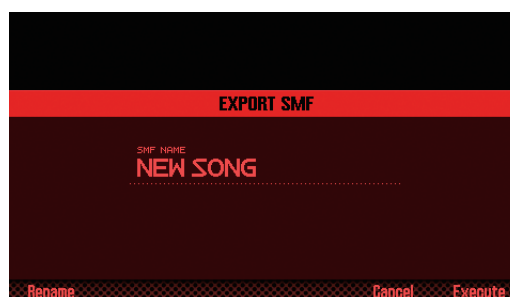 EXPORT SMF
SMF NAME
NEW SONG
Rename Cancel Execute